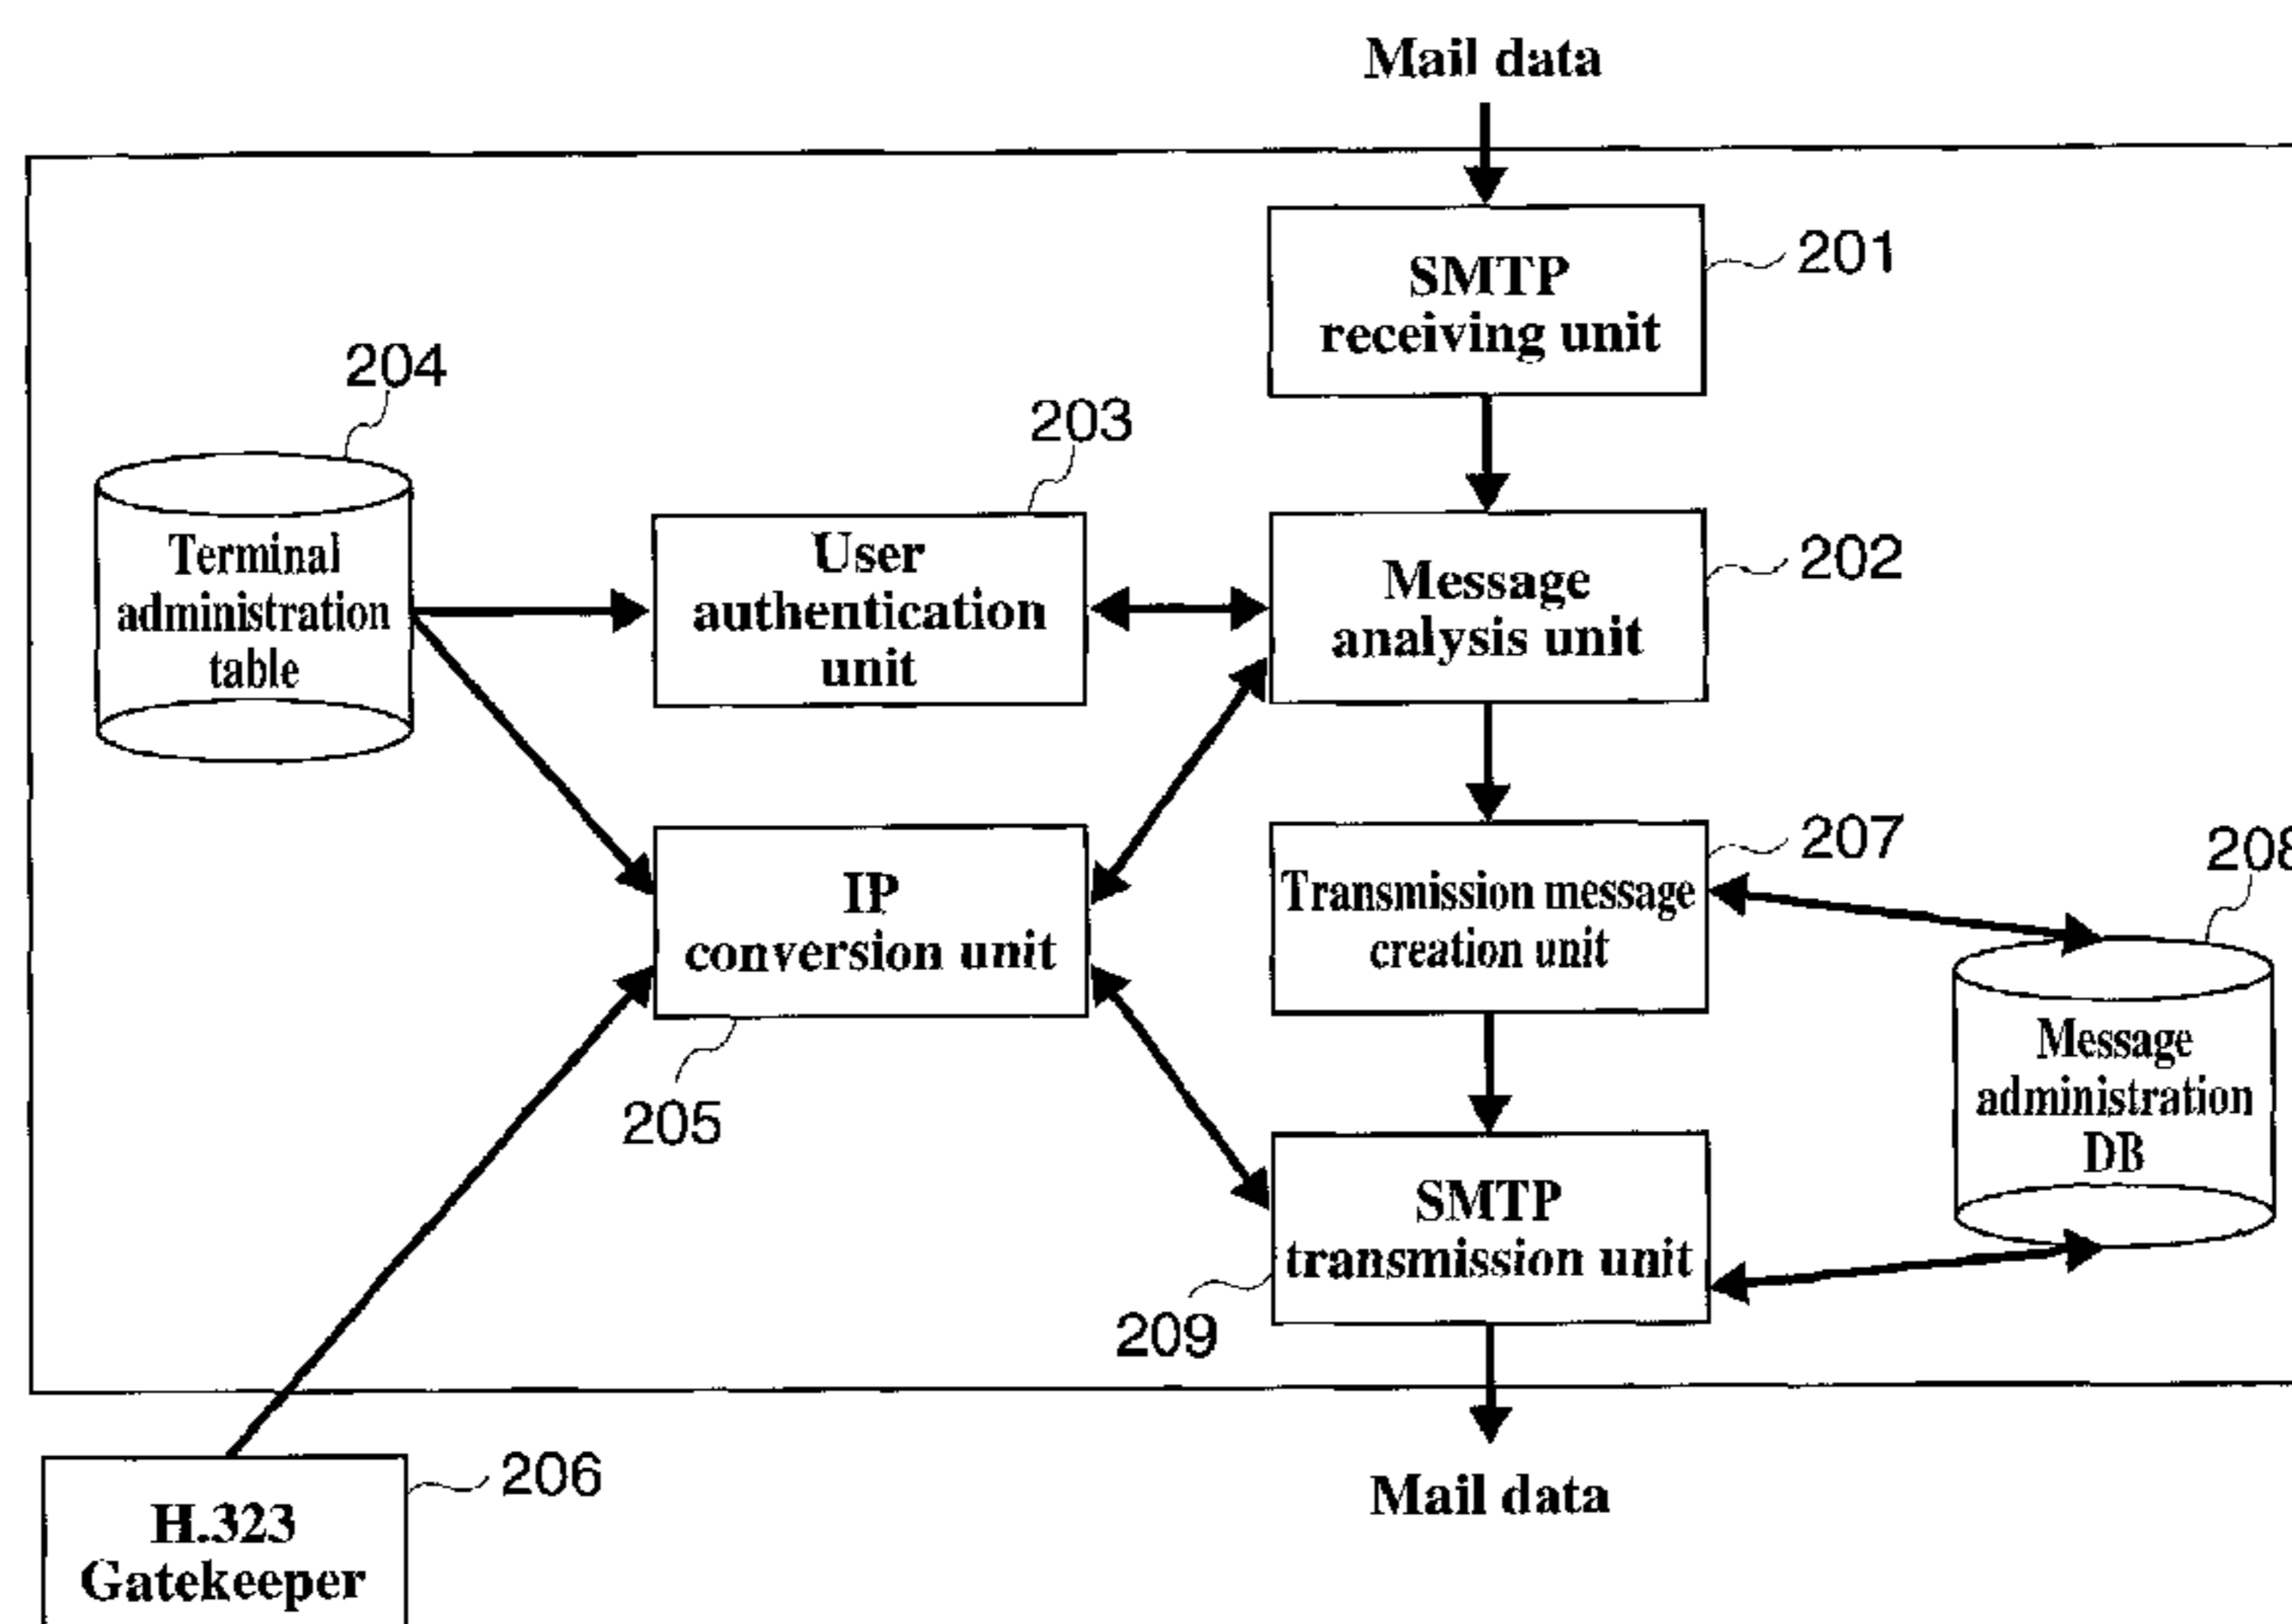 Mail data
SMTP
receiving unit
201
204
203
Terminal
administration
table
User
authentication
unit
Message
analysis unit
202
IP
conversion unit
205
Transmission message
creation unit
207
208
Message
administration
DB
SMTP
transmission unit
209
H.323
Gatekeeper
206
Mail data